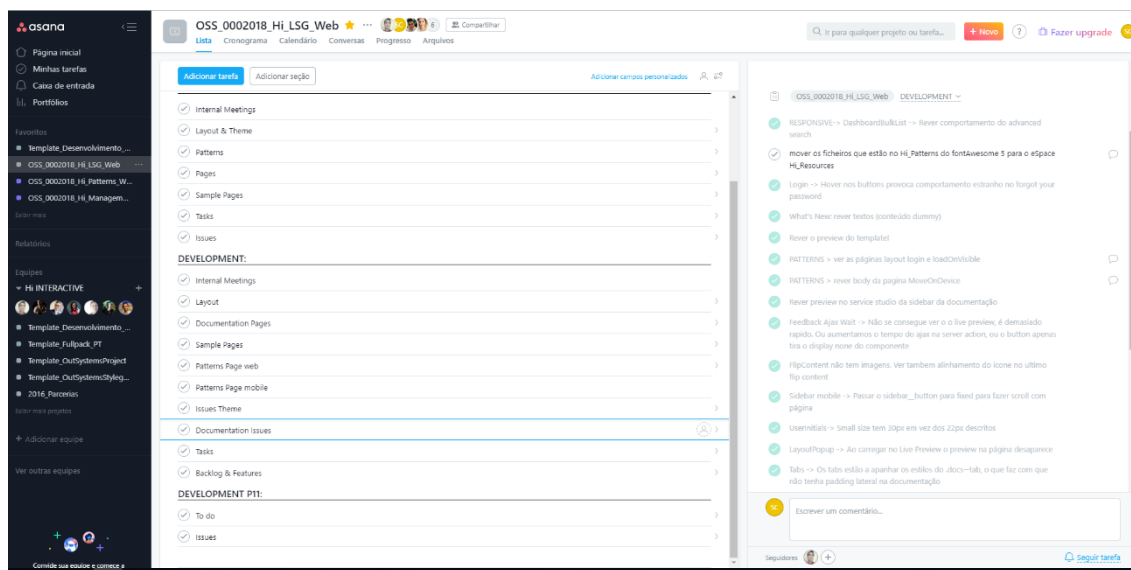 asana
Página inicial
Minhas tarefas
Caixa de entrada
Portfólios
Favoritos
Template_Desenvolvimento_...
OSS_0002018_Hi_LSG_Web ...
OSS_0002018_Hi_Patterns_W...
OSS_0002018_Hi_Managem...
Exibir mais
Relatórios
Equipes
Hi INTERACTIVE +
Template_Desenvolvimento_...
Template_Fullpack_PT
Template_OutSystemsProject
Template_OutSystemsStyleg...
2016_Parcerias
Exibir mais projetos
+ Adicionar equipe
Ver outras equipes
Convide sua equipe e comece a
OSS_0002018_Hi_LSG_Web ...
SC 6 Compartilhar
Lista Cronograma Calendário Conversas Progresso Arquivos
Ir para qualquer projeto ou tarefa...
+ Novo
?
Fazer upgrade
Adicionar tarefa Adicionar seção
Adicionar campos personalizados
Internal Meetings
Layout & Theme
Patterns
Pages
Sample Pages
Tasks
Issues
DEVELOPMENT:
Internal Meetings
Layout
Documentation Pages
Sample Pages
Patterns Page web
Patterns Page mobile
Issues Theme
Documentation Issues
Tasks
Backlog & Features
DEVELOPMENT P11:
To do
Issues
OSS_0002018_Hi_LSG_Web DEVELOPMENT
RESPONSIVE-> DashboardBulkList -> Rever comportamento do advanced
search
mover os ficheiros que estão no Hi_Patterns do fontAwesome 5 para o eSpace
Hi_Resources
Login -> Hover nos buttons provoca comportamento estranho no forgot your
password
What's New: rever textos (conteúdo dummy)
Rever o preview do template!
PATTERNS > ver as páginas layout login e loadOnVisible
PATTERNS > rever body da pagina MoveOnDevice
Rever preview no service studio da sidebar da documentação
Feedback Ajax Wait -> Não se consegue ver o o live preview, é demasiado
rapido. Ou aumentamos o tempo do ajax na server action, ou o button apenas
tira o display none do componente
FlipContent não tem imagens. Ver tambem alinhamento do icone no ultimo
flip content
Sidebar mobile -> Passar o sidebar__button para fixed para fazer scroll com
página
UserInitials -> Small size tem 30px em vez dos 22px descritos
LayoutPopup -> Ao carregar no Live Preview o preview na página desaparece
Tabs -> Os tabs estão a apanhar os estilos do .docs--tab, o que faz com que
não tenha padding lateral na documentação
SC
Escrever um comentário...
Seguidores +
Seguir tarefa